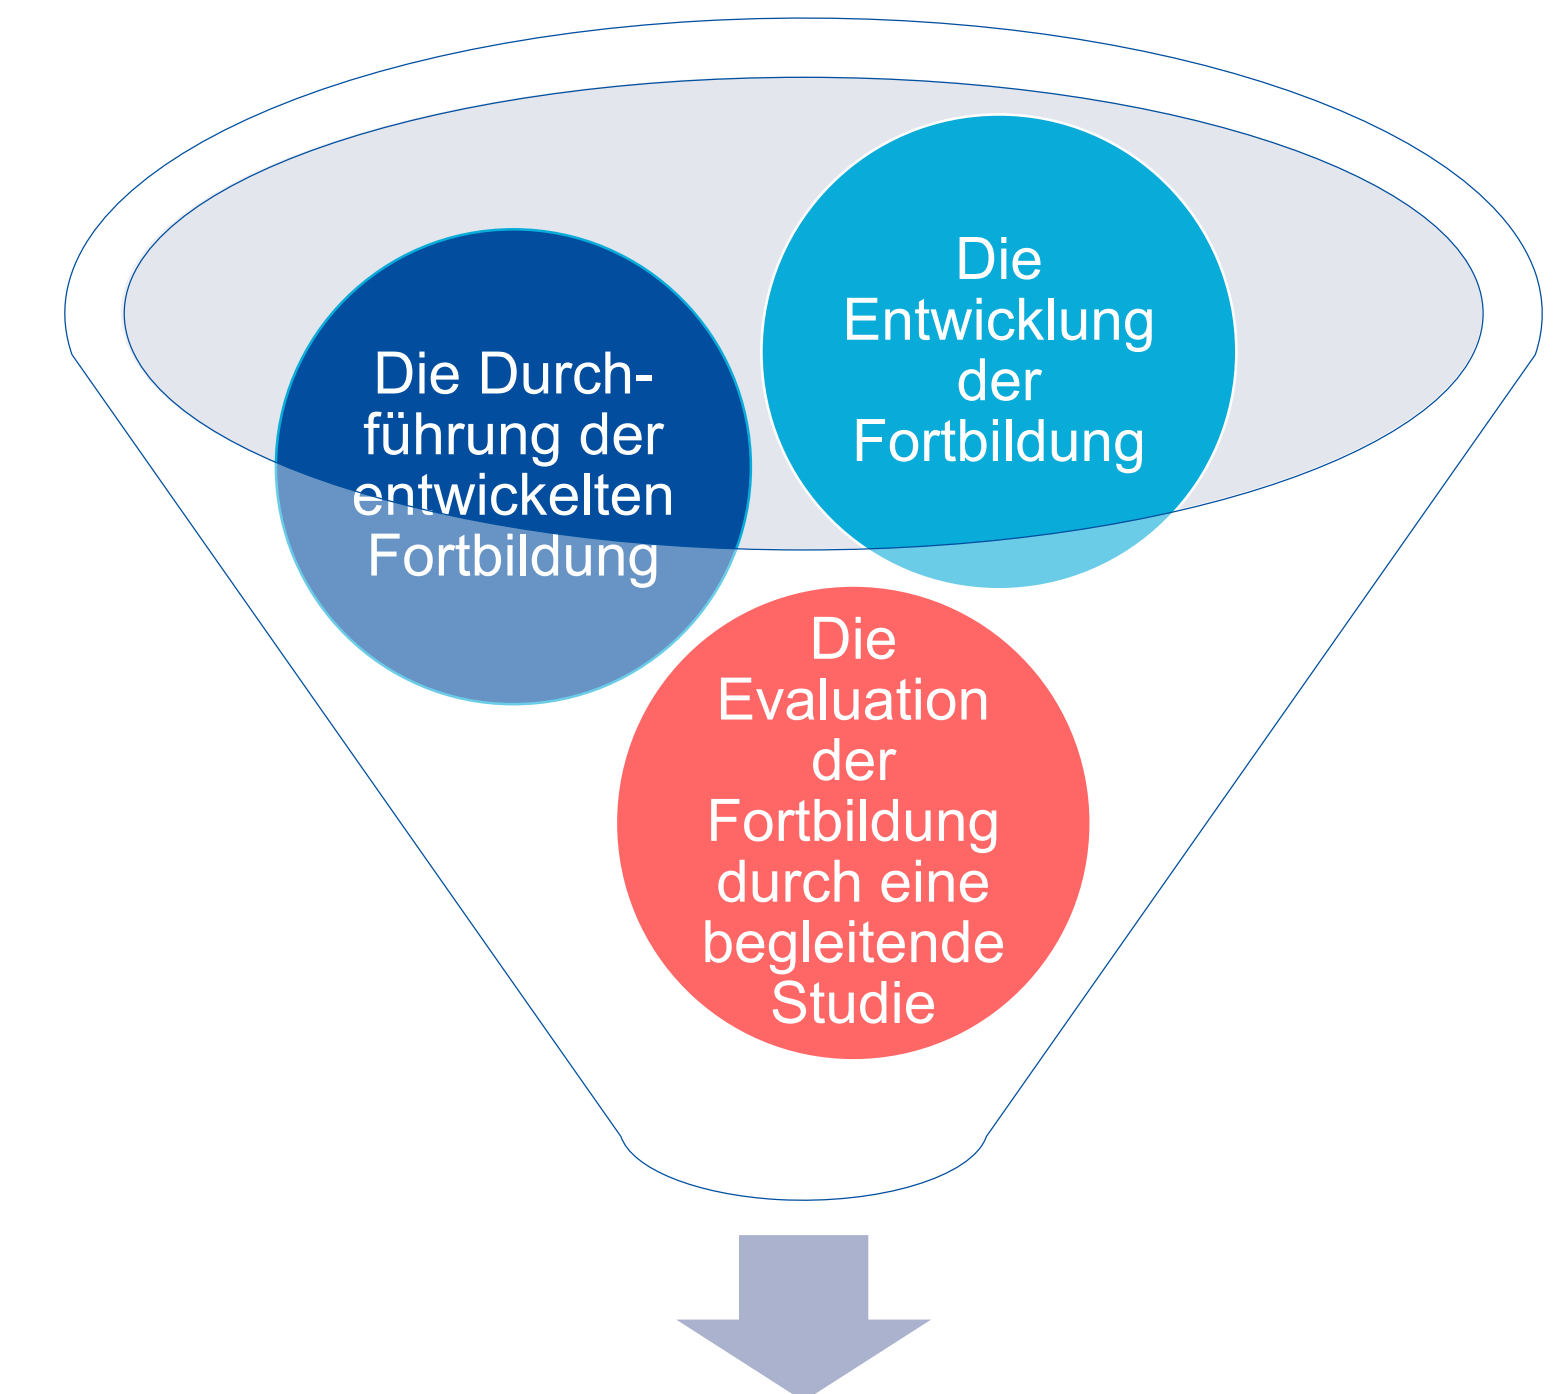 Die Durch-
führung der
entwickelten
Fortbildung
Die
Entwicklung
der
Fortbildung
Die
Evaluation
der
Fortbildung
durch eine
begleitende
Studie